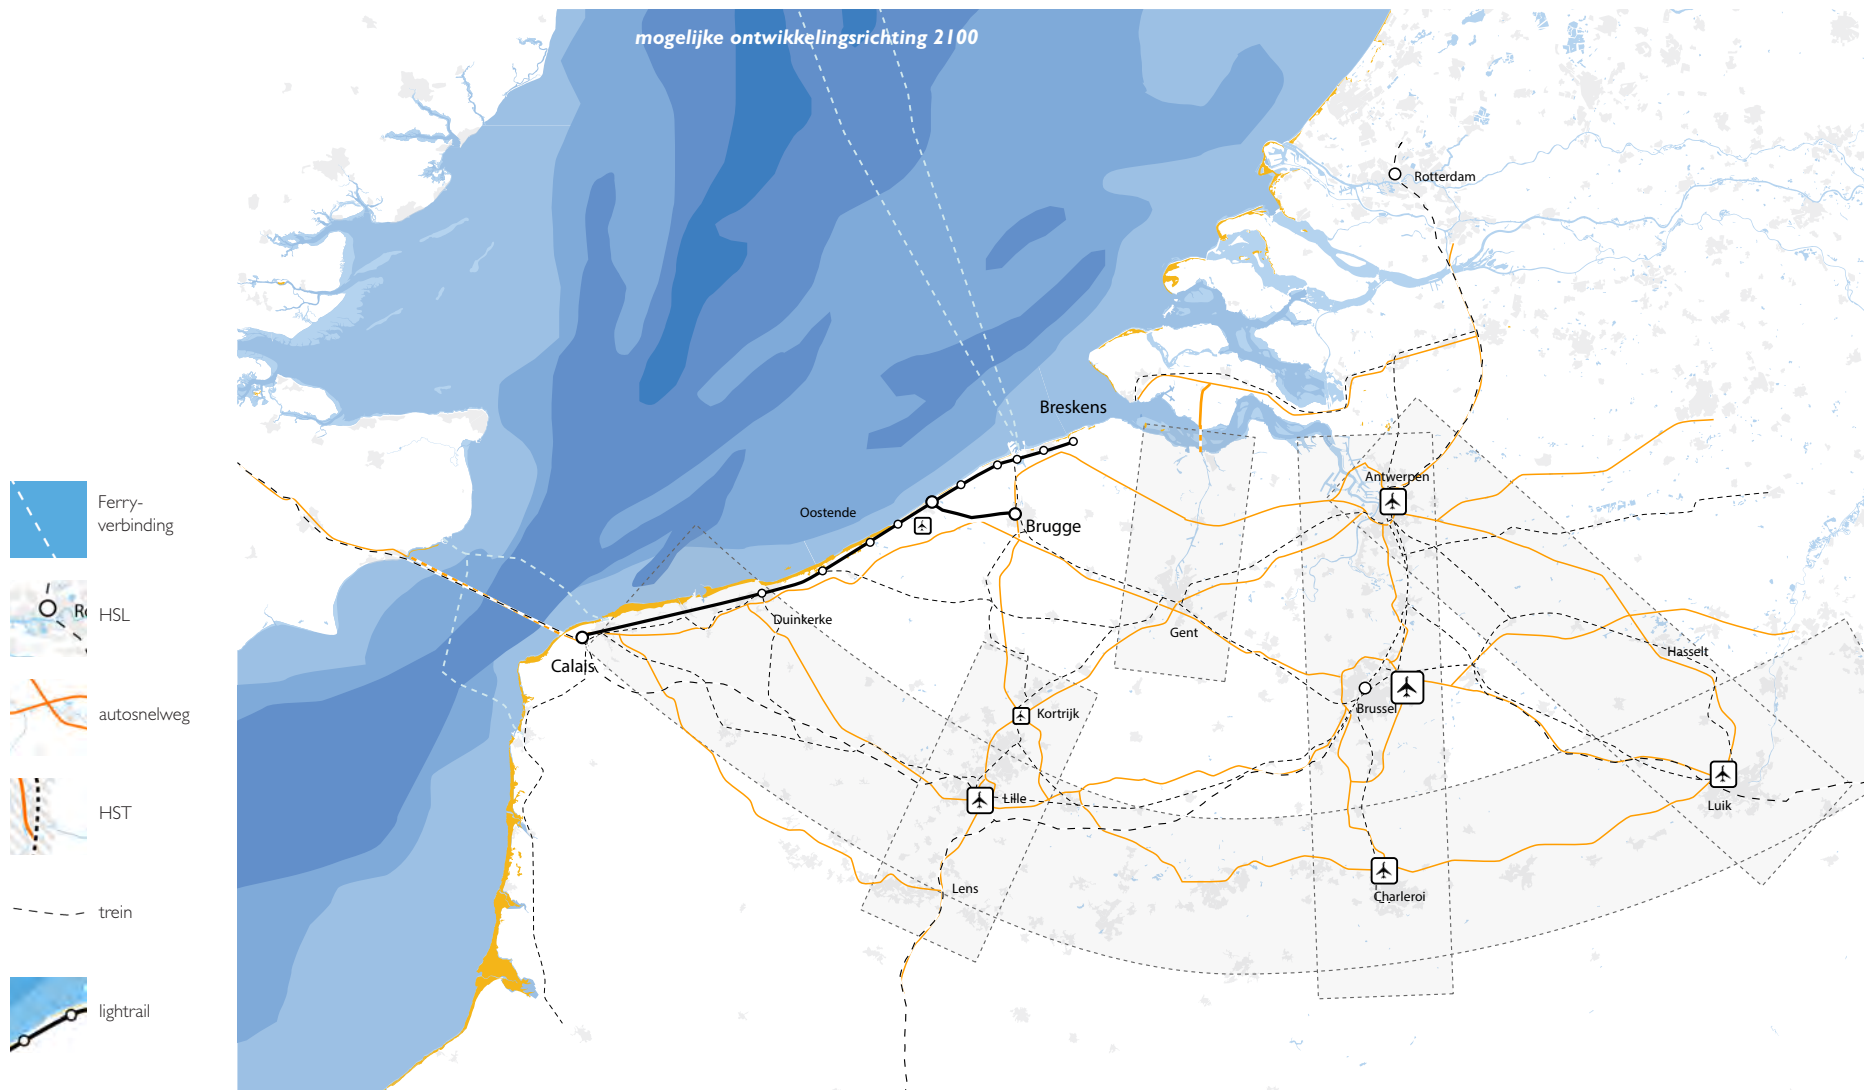 mogelijke ontwikkelingsrichting 2100
Rotterdam
Breskens
Antwerpen
Oostende
Brugge
Duinkerke
Gent
Calais
Hasselt
Kortrijk
Brussel
Lille
Luik
Lens
Charleroi
Ferry-
verbinding
R
HSL
autosnelweg
HST
trein
lightrail